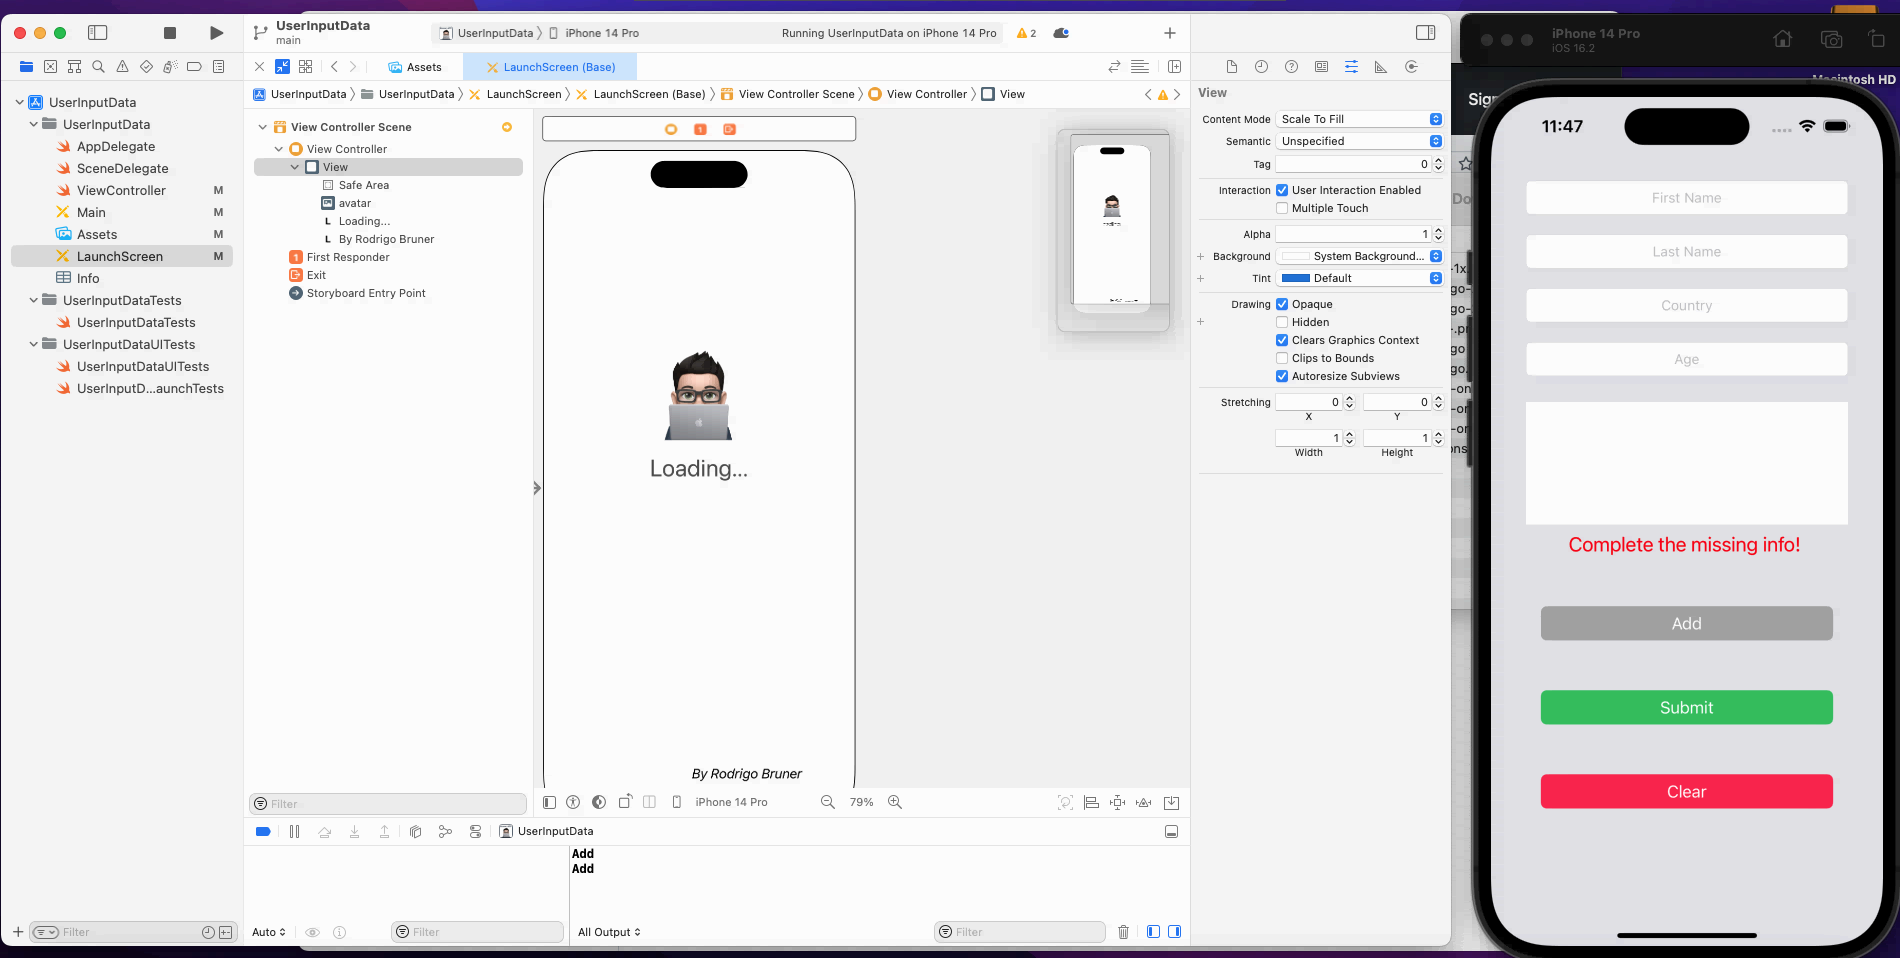 UserInputData
main
UserInputData
iPhone 14 Pro
Running UserInputData on iPhone 14 Pro
2
Assets
LaunchScreen (Base)
UserInputData
UserInputData
LaunchScreen
LaunchScreen (Base)
View Controller Scene
View Controller
View
UserInputData
UserInputData
AppDelegate
SceneDelegate
ViewController M
Main M
Assets M
LaunchScreen M
Info
UserInputDataTests
UserInputDataTests
UserInputDataUITests
UserInputDataUITests
UserInputD...aunchTests
Filter
View Controller Scene
View Controller
View
Safe Area
avatar
L Loading...
L By Rodrigo Bruner
1 First Responder
Exit
Storyboard Entry Point
Filter
Loading...
By Rodrigo Bruner
iPhone 14 Pro
79%
UserInputData
Add
Add
Auto
Filter
All Output
Filter
View
Content Mode Scale To Fill
Semantic Unspecified
Tag 0
Interaction User Interaction Enabled
Multiple Touch
Alpha 1
Background System Background...
Tint Default
Drawing Opaque
Hidden
Clears Graphics Context
Clips to Bounds
Autoresize Subviews
Stretching 0 0
X Y
1 1
Width Height
iPhone 14 Pro
iOS 16.2
Macintosh HD
Sig
Do
11:47
First Name
Last Name
Country
Age
Complete the missing info!
Add
Submit
Clear